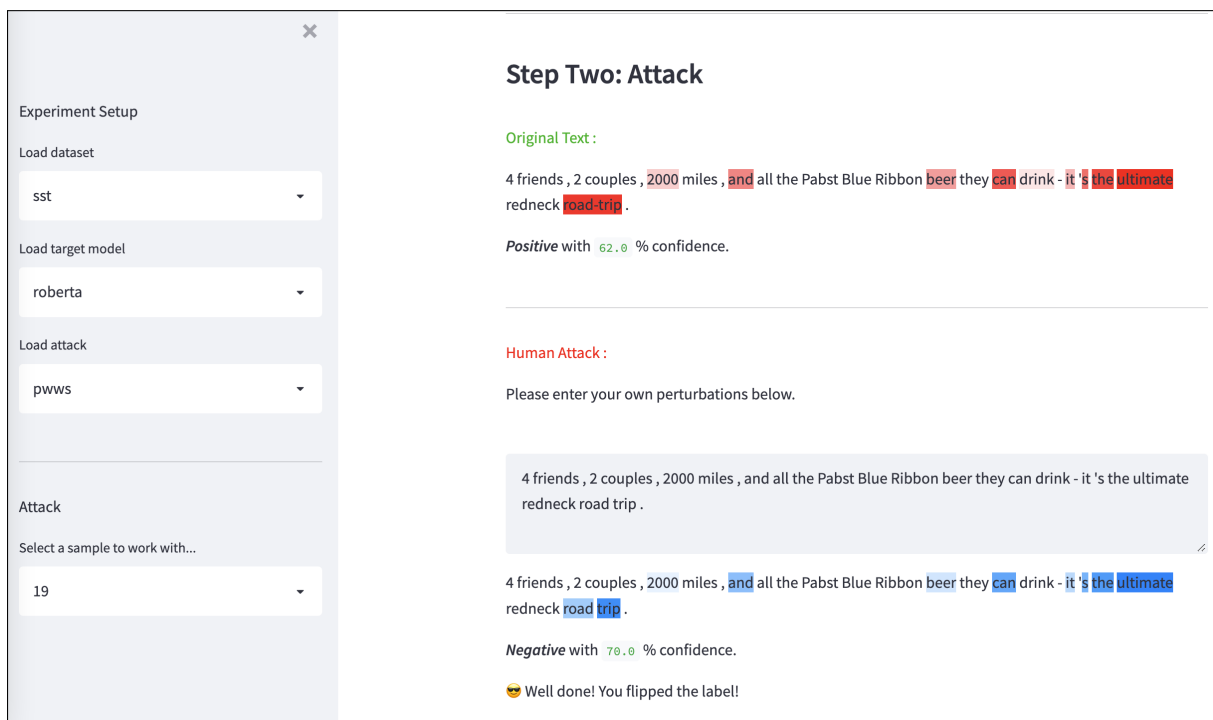 Experiment Setup
Load dataset
sst
Load target model
roberta
Load attack
pwws
Attack
Select a sample to work with...
19
Step Two: Attack
Original Text :
4 friends , 2 couples , 2000 miles , and all the Pabst Blue Ribbon beer they can drink - it 's the ultimate
redneck road-trip .
Positive with 62.0 % confidence.
Human Attack :
Please enter your own perturbations below.
4 friends , 2 couples , 2000 miles , and all the Pabst Blue Ribbon beer they can drink - it 's the ultimate
redneck road trip .
4 friends , 2 couples , 2000 miles , and all the Pabst Blue Ribbon beer they can drink - it 's the ultimate
redneck road trip .
Negative with 70.0 % confidence.
😎 Well done! You flipped the label!